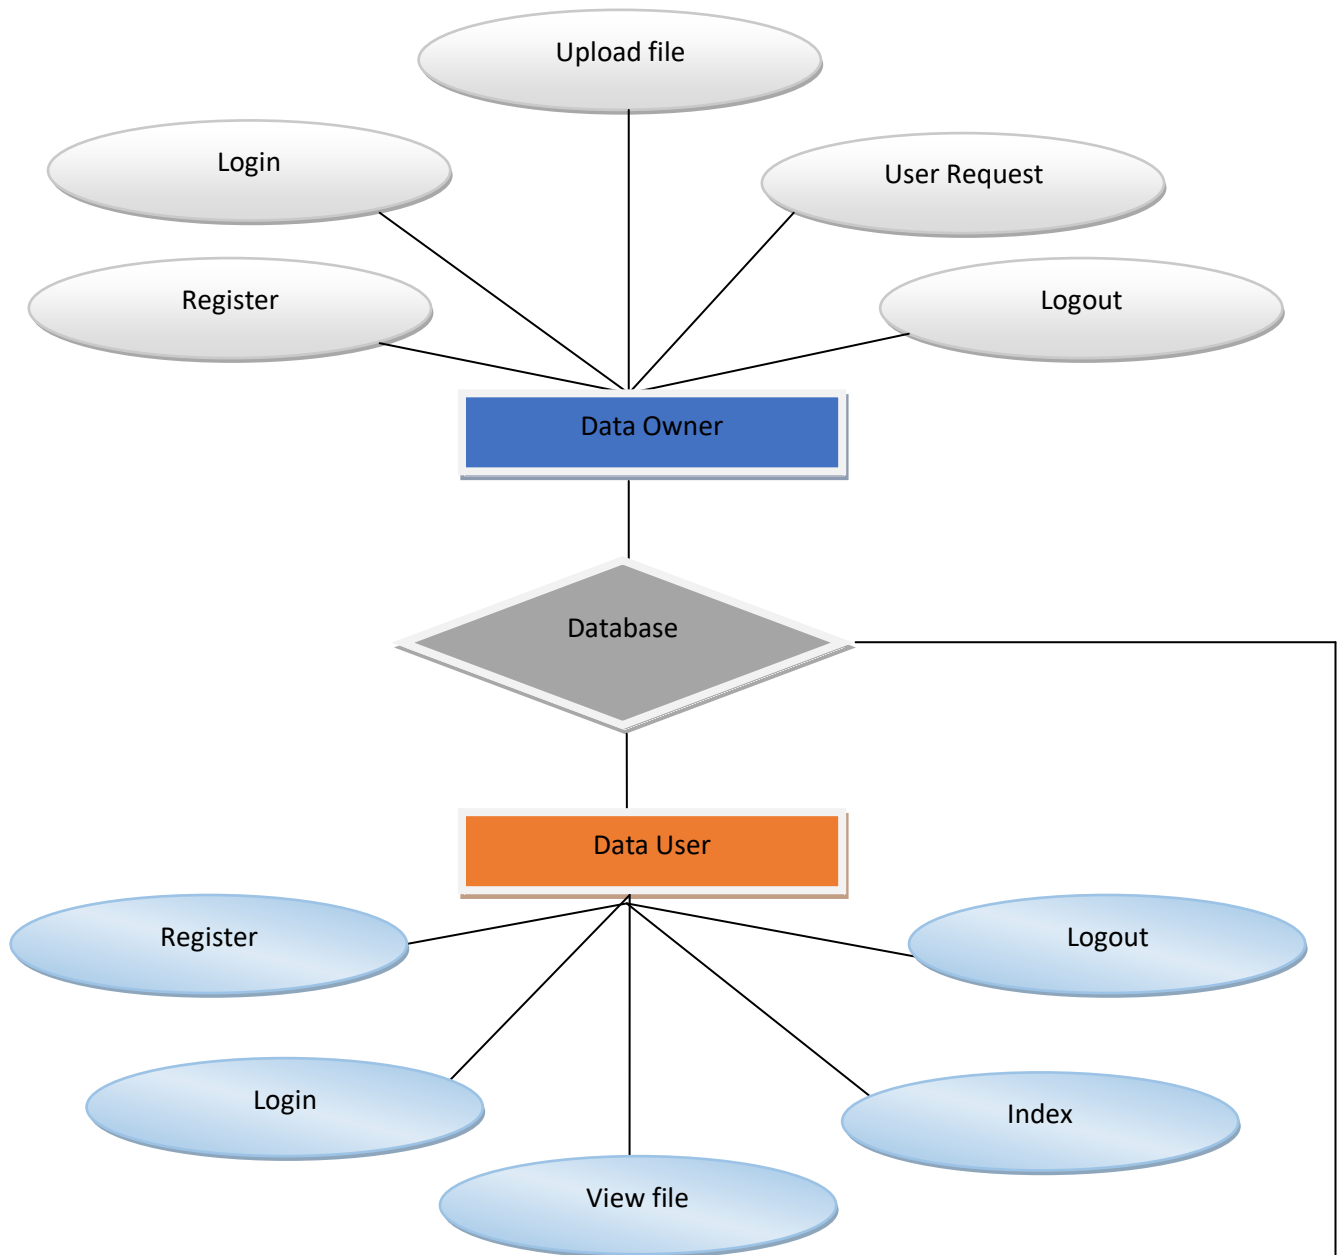 Upload file
Login
User Request
Register
Logout
Data Owner
Database
Data User
Register
Logout
Login
Index
View file